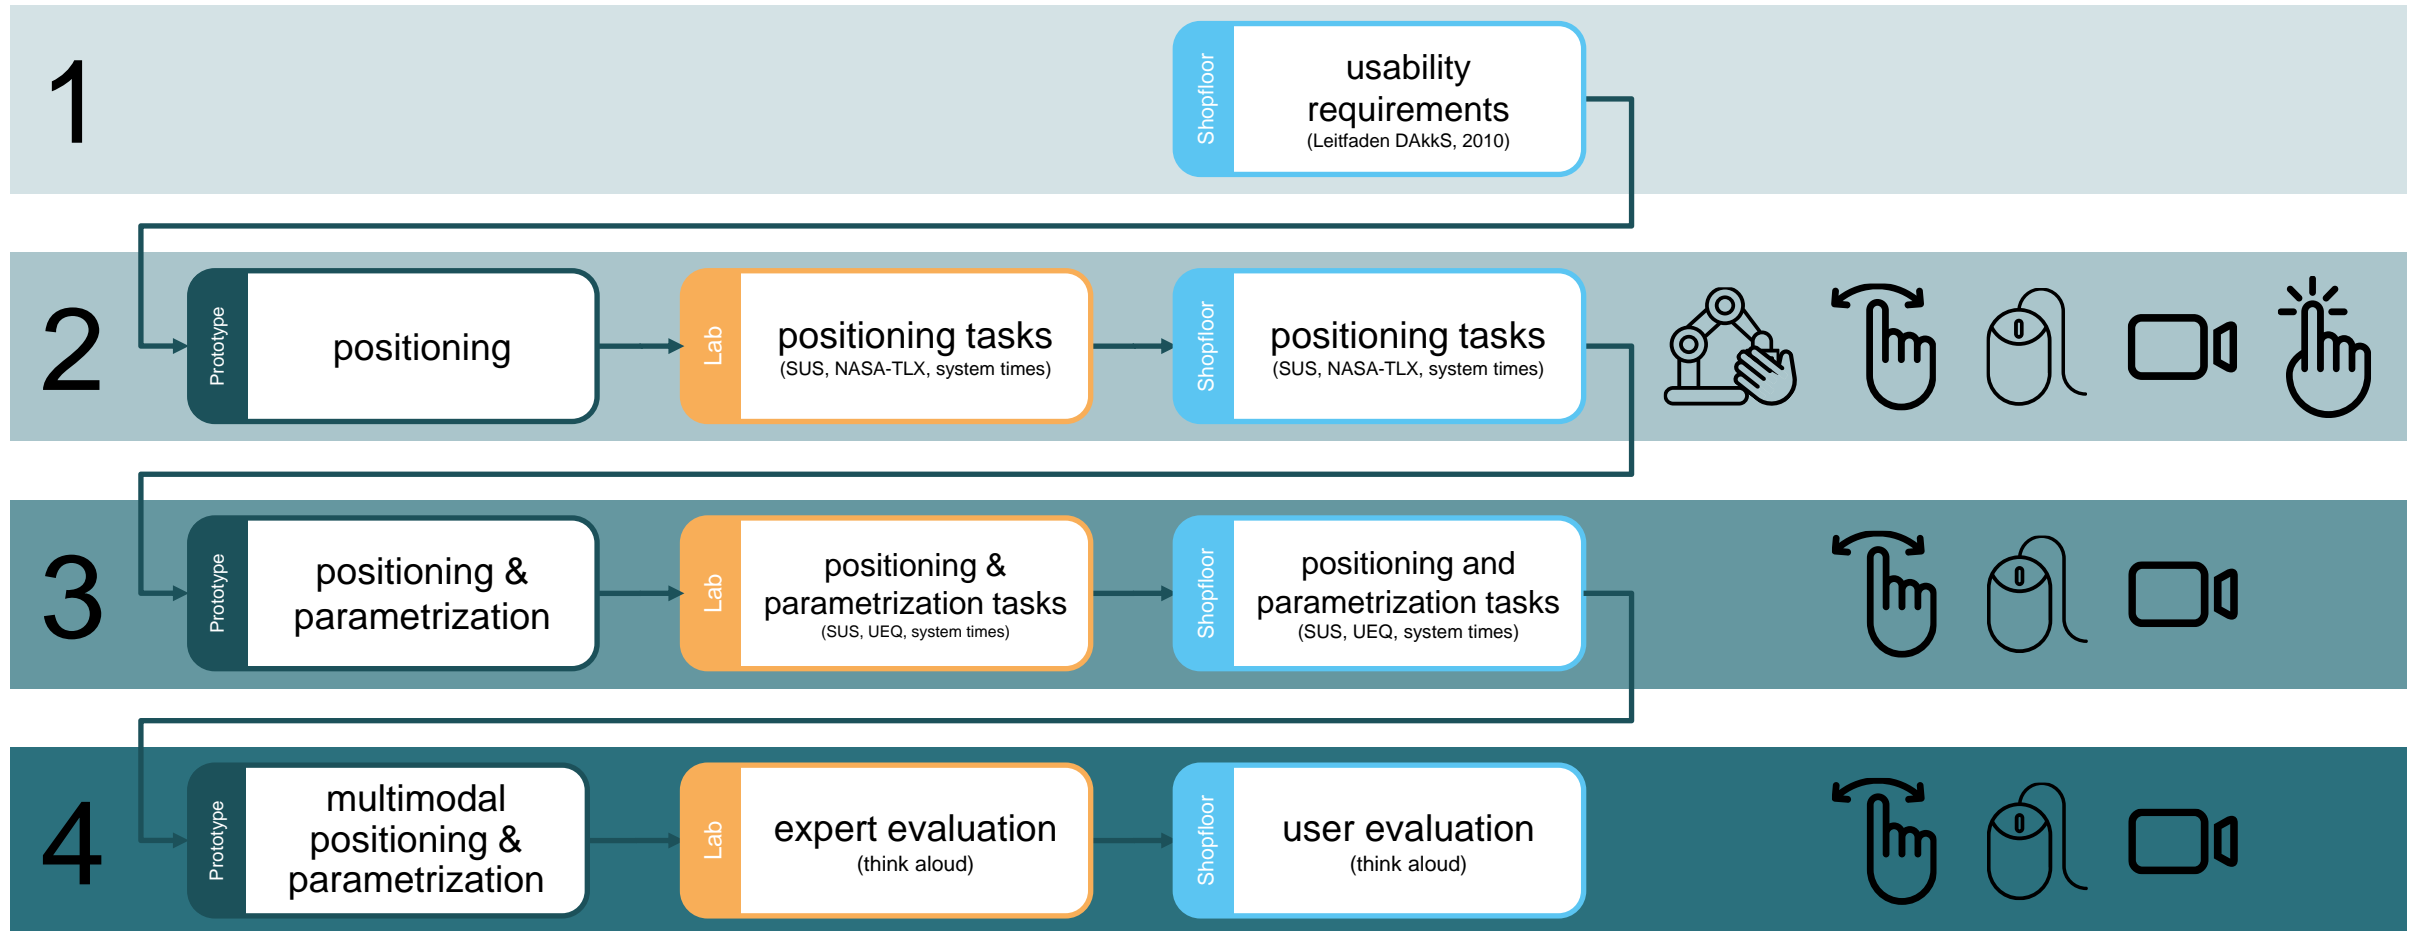 1
Shopfloor
usability
requirements
(Leitfaden DAkkS, 2010)
2
Prototype
positioning
Lab
positioning tasks
(SUS, NASA-TLX, system times)
Shopfloor
positioning tasks
(SUS, NASA-TLX, system times)
3
Prototype
positioning &
parametrization
Lab
positioning &
parametrization tasks
(SUS, UEQ, system times)
Shopfloor
positioning and
parametrization tasks
(SUS, UEQ, system times)
4
Prototype
multimodal
positioning &
parametrization
Lab
expert evaluation
(think aloud)
Shopfloor
user evaluation
(think aloud)